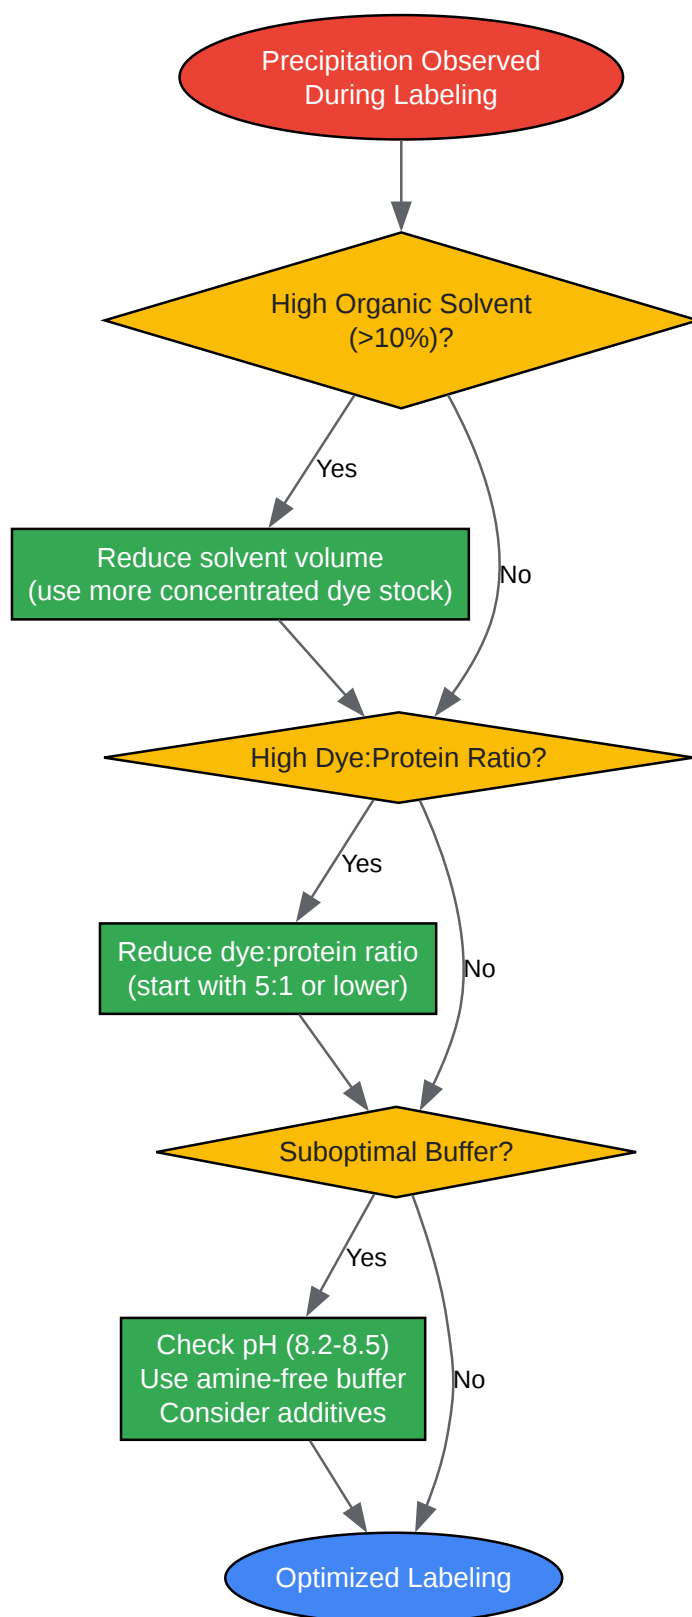 Precipitation Observed
During Labeling
High Organic Solvent
(>10%)?
Yes
Reduce solvent volume
(use more concentrated dye stock)
No
High Dye:Protein Ratio?
Yes
Reduce dye:protein ratio
(start with 5:1 or lower)
No
Suboptimal Buffer?
Yes
Check pH (8.2-8.5)
Use amine-free buffer
Consider additives
No
Optimized Labeling